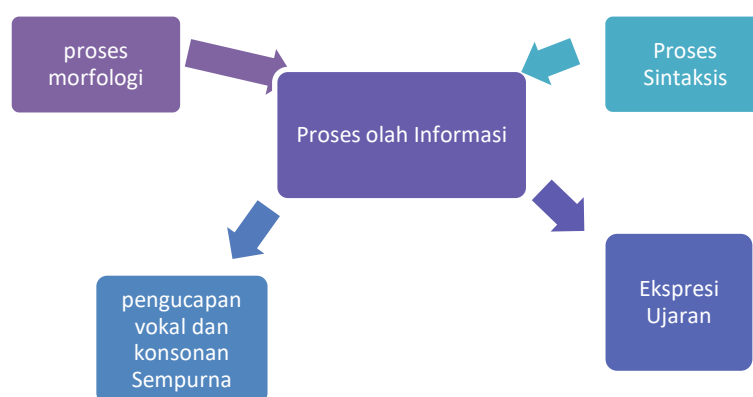 proses
morfologi
Proses
Sintaksis
Proses olah Informasi
pengucapan
vokal dan
konsonan
Sempurna
Ekspresi
Ujaran